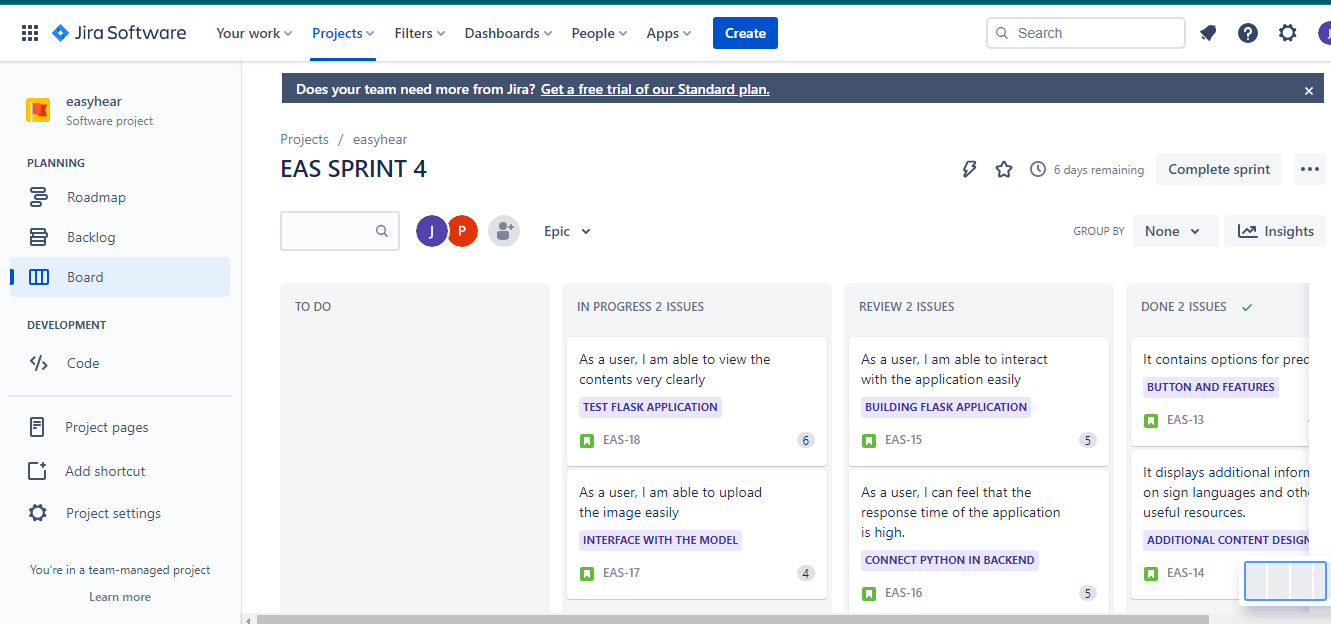 Jira Software Your work Projects Filters Dashboards People Apps Create Search
easyhear
Software project
PLANNING
Roadmap
Backlog
Board
DEVELOPMENT
Code
Project pages
Add shortcut
Project settings
You're in a team-managed project
Learn more
Does your team need more from Jira? Get a free trial of our Standard plan.
Projects / easyhear
EAS SPRINT 4
6 days remaining Complete sprint
J P Epic GROUP BY None Insights
TO DO
IN PROGRESS 2 ISSUES
As a user, I am able to view the
contents very clearly
TEST FLASK APPLICATION
EAS-18 6
As a user, I am able to upload
the image easily
INTERFACE WITH THE MODEL
EAS-17 4
REVIEW 2 ISSUES
As a user, I am able to interact
with the application easily
BUILDING FLASK APPLICATION
EAS-15 5
As a user, I can feel that the
response time of the application
is high.
CONNECT PYTHON IN BACKEND
EAS-16 5
DONE 2 ISSUES
It contains options for pred
BUTTON AND FEATURES
EAS-13
It displays additional inform
on sign languages and oth
useful resources.
ADDITIONAL CONTENT DESIGN
EAS-14